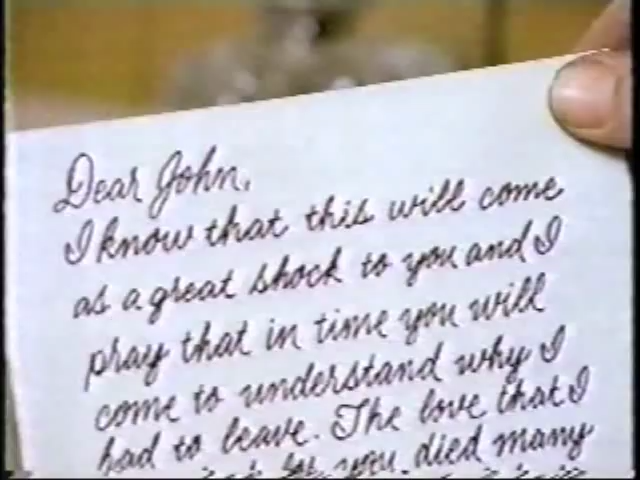 Dear John,
I know that this will come
as a great shock to you and I
pray that in time you will
come to understand why I
had to leave. The love that I
for you died many